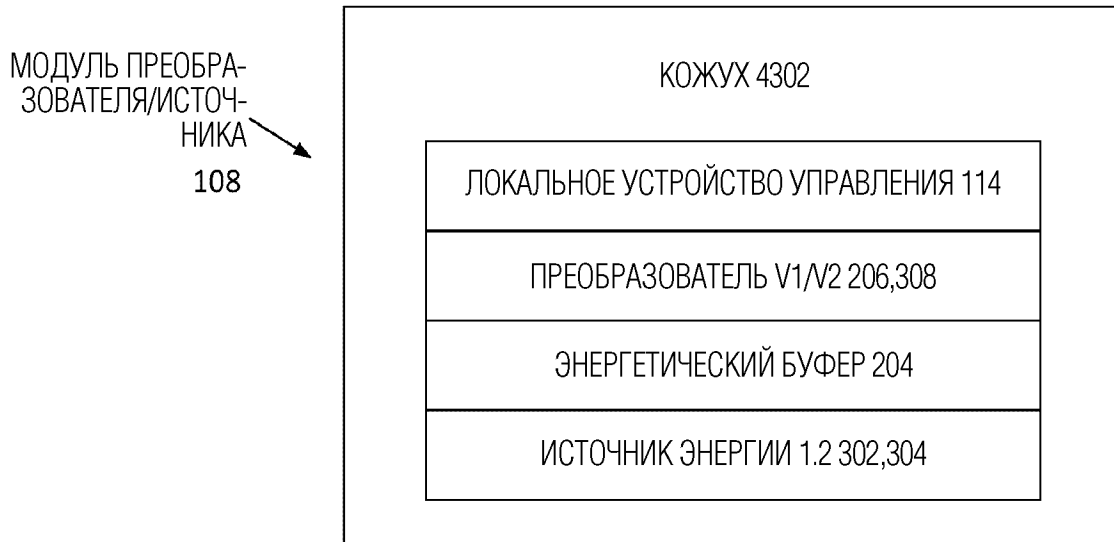 МОДУЛЬ ПРЕОБРА-
ЗОВАТЕЛЯ/ИСТОЧ-
НИКА
108
КОЖУХ 4302
ЛОКАЛЬНОЕ УСТРОЙСТВО УПРАВЛЕНИЯ 114
ПРЕОБРАЗОВАТЕЛЬ V1/V2 206,308
ЭНЕРГЕТИЧЕСКИЙ БУФЕР 204
ИСТОЧНИК ЭНЕРГИИ 1.2 302,304